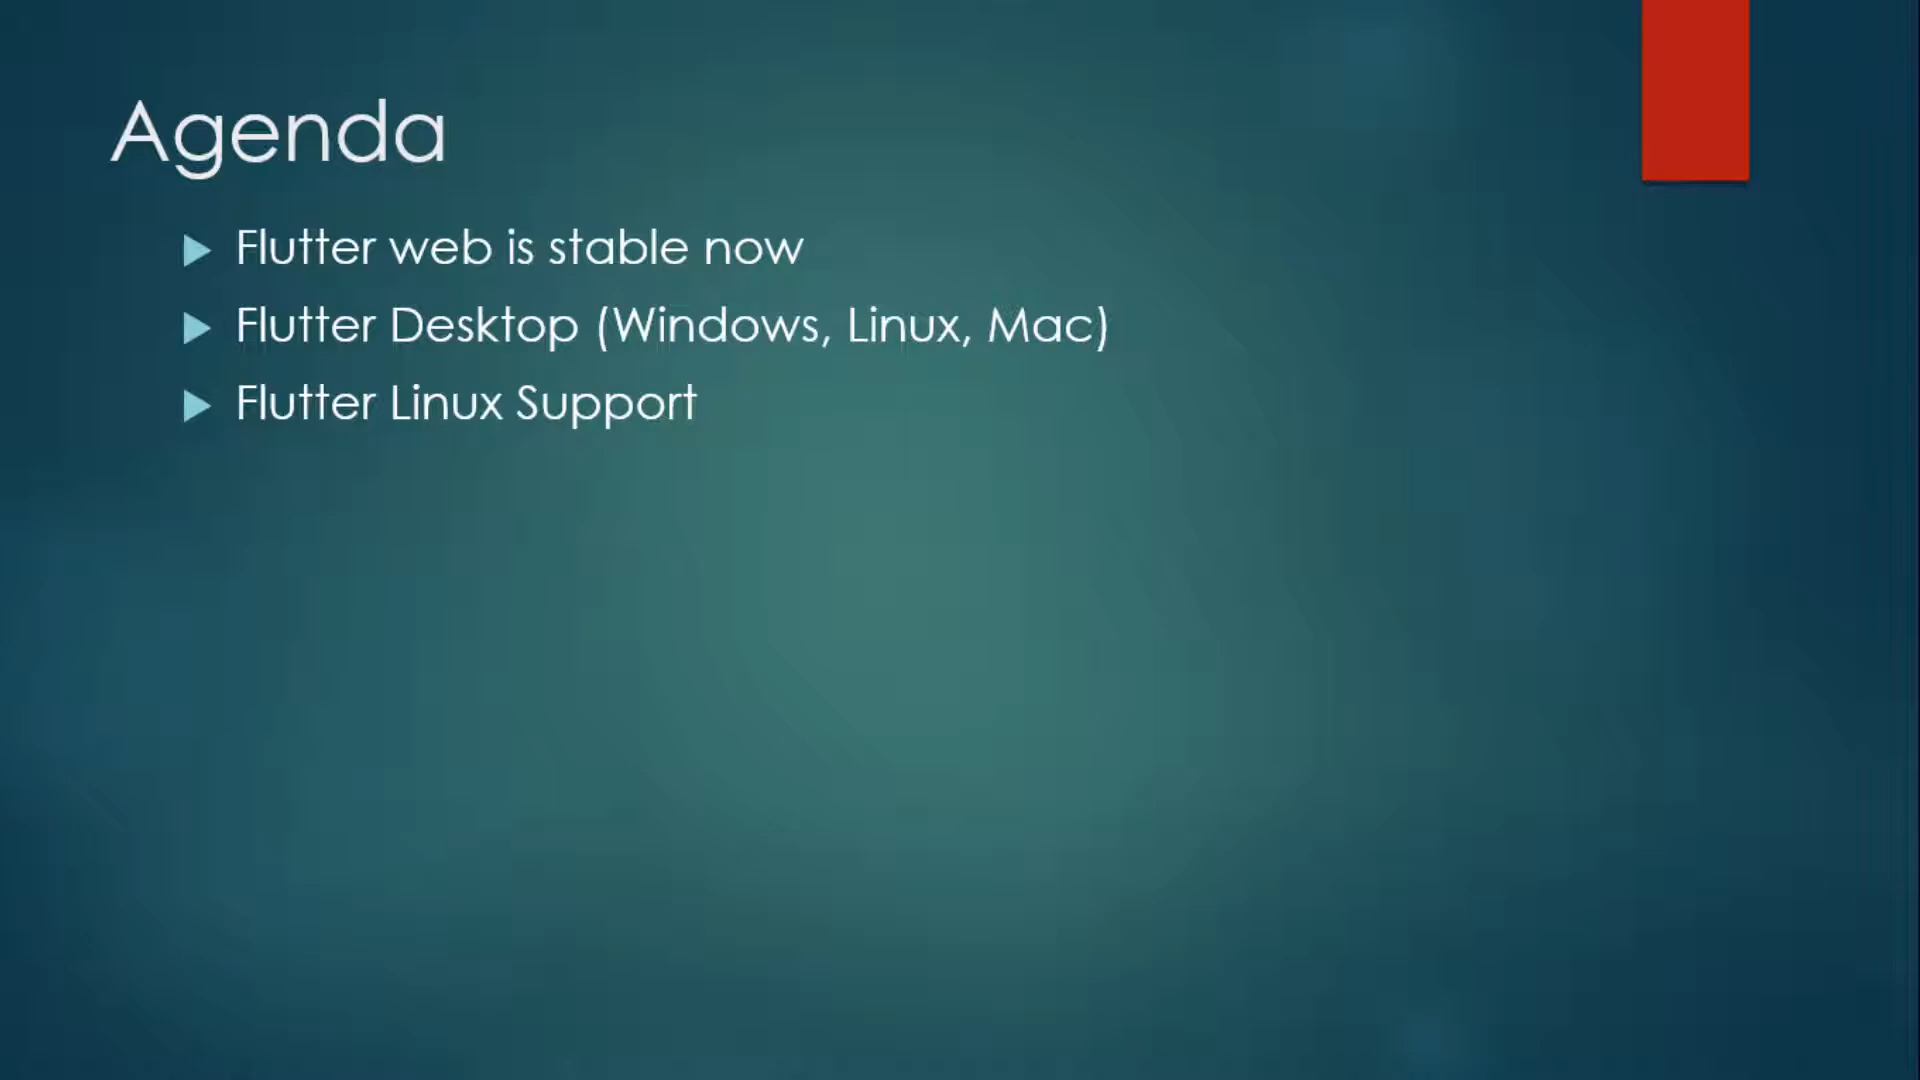 Agenda
Flutter web is stable now
Flutter Desktop (Windows, Linux, Mac)
Flutter Linux Support